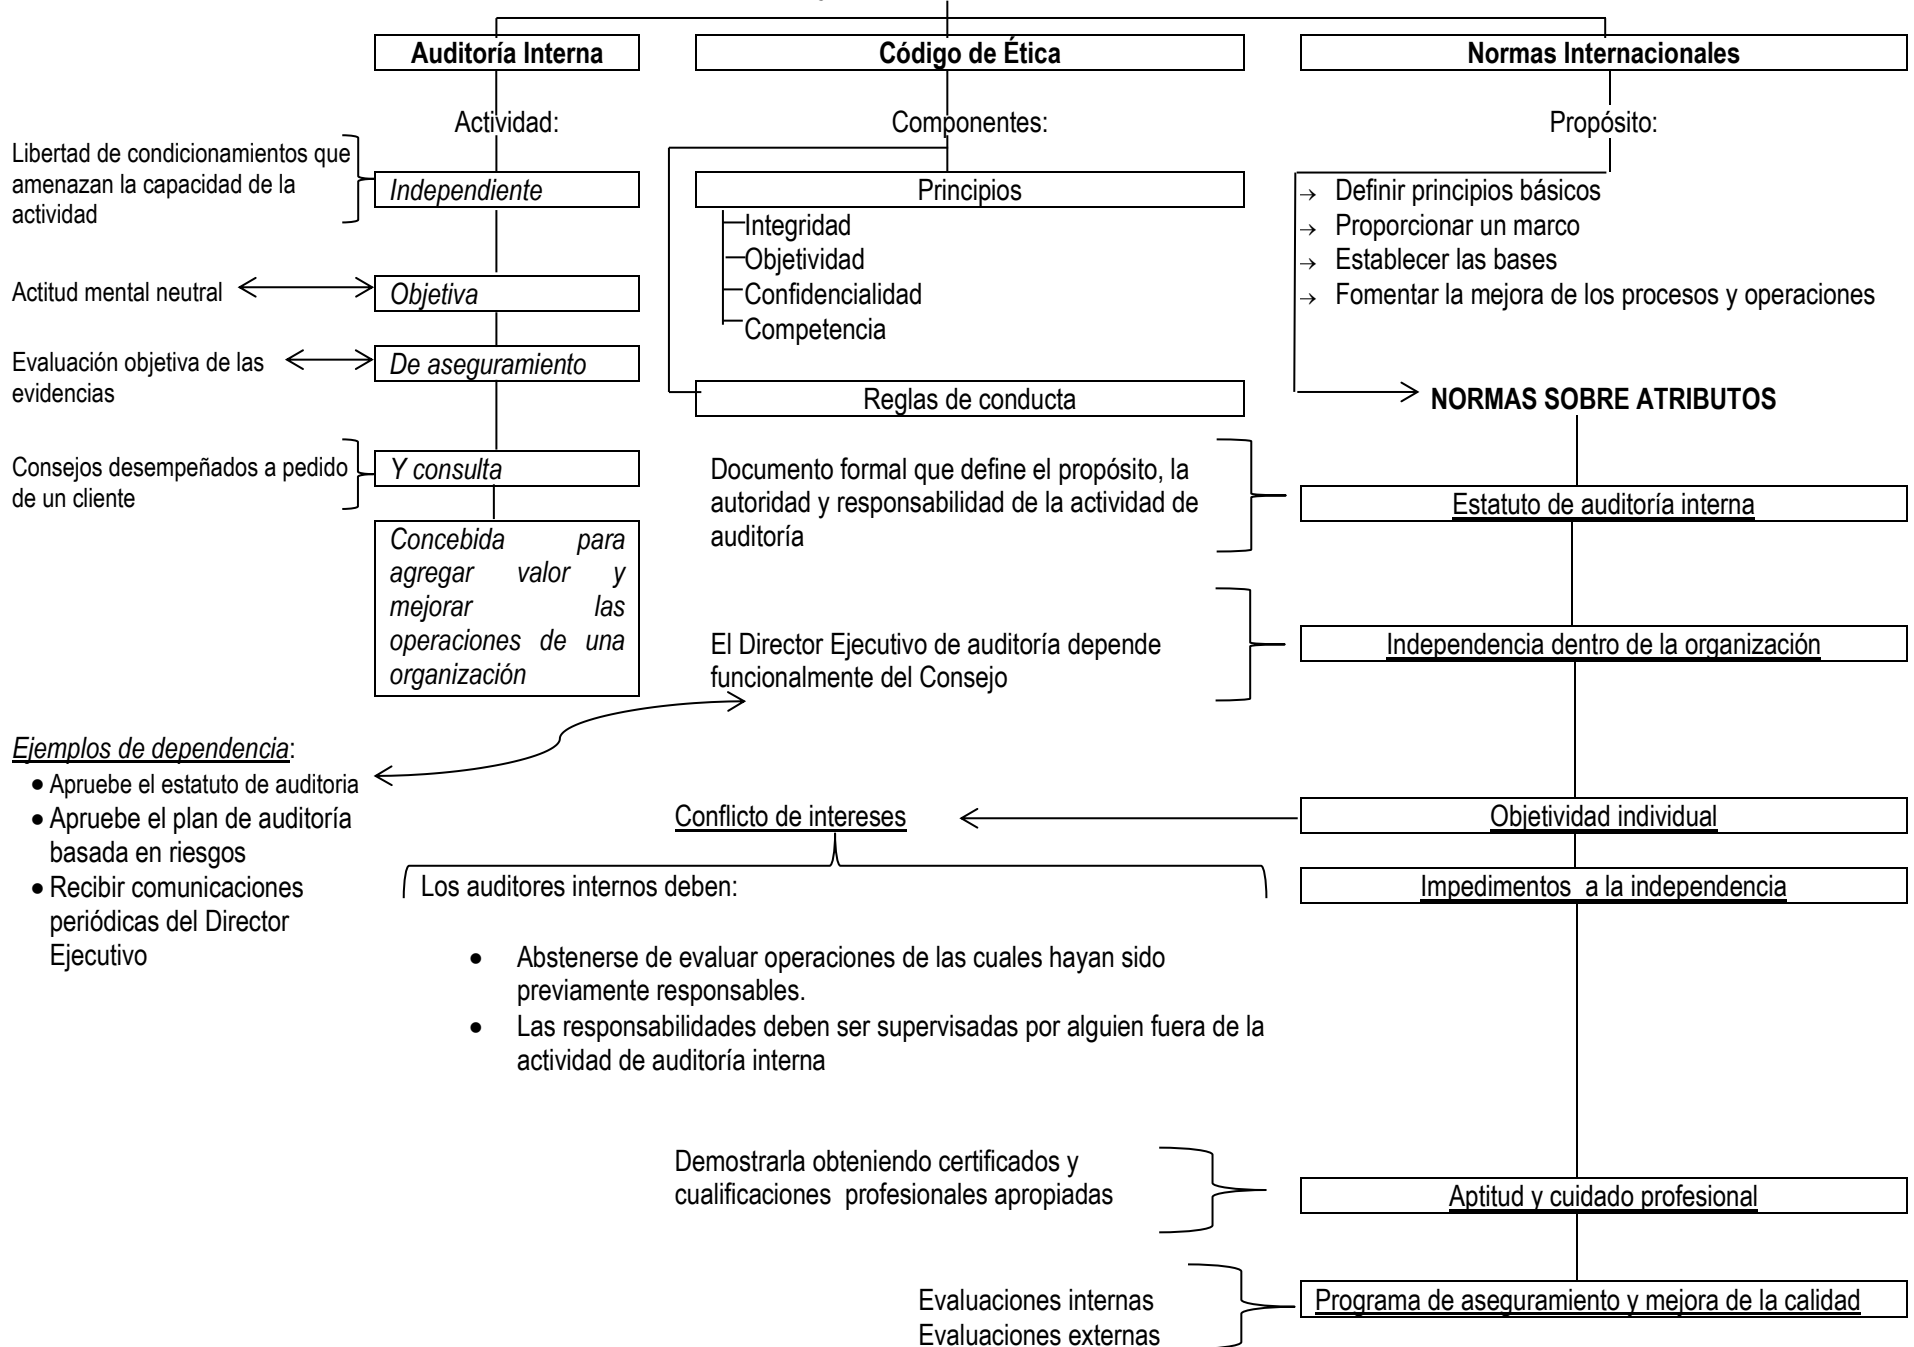 Auditoría Interna
Código de Ética
Normas Internacionales
Actividad:
Componentes:
Propósito:
Libertad de condicionamientos que
amenazan la capacidad de la
actividad
Independiente
Principios
Integridad
Objetividad
Confidencialidad
Competencia
→ Definir principios básicos
→ Proporcionar un marco
→ Establecer las bases
→ Fomentar la mejora de los procesos y operaciones
Actitud mental neutral
Objetiva
Evaluación objetiva de las
evidencias
De aseguramiento
Reglas de conducta
NORMAS SOBRE ATRIBUTOS
Consejos desempeñados a pedido
de un cliente
Y consulta
Documento formal que define el propósito, la
autoridad y responsabilidad de la actividad de
auditoría
Estatuto de auditoría interna
Concebida para
agregar valor y
mejorar las
operaciones de una
organización
El Director Ejecutivo de auditoría depende
funcionalmente del Consejo
Independencia dentro de la organización
Ejemplos de dependencia:
• Apruebe el estatuto de auditoria
• Apruebe el plan de auditoría
basada en riesgos
• Recibir comunicaciones
periódicas del Director
Ejecutivo
Conflicto de intereses
Objetividad individual
Los auditores internos deben:
Impedimentos a la independencia
• Abstenerse de evaluar operaciones de las cuales hayan sido
previamente responsables.
• Las responsabilidades deben ser supervisadas por alguien fuera de la
actividad de auditoría interna
Demostrarla obteniendo certificados y
cualificaciones profesionales apropiadas
Aptitud y cuidado profesional
Evaluaciones internas
Evaluaciones externas
Programa de aseguramiento y mejora de la calidad